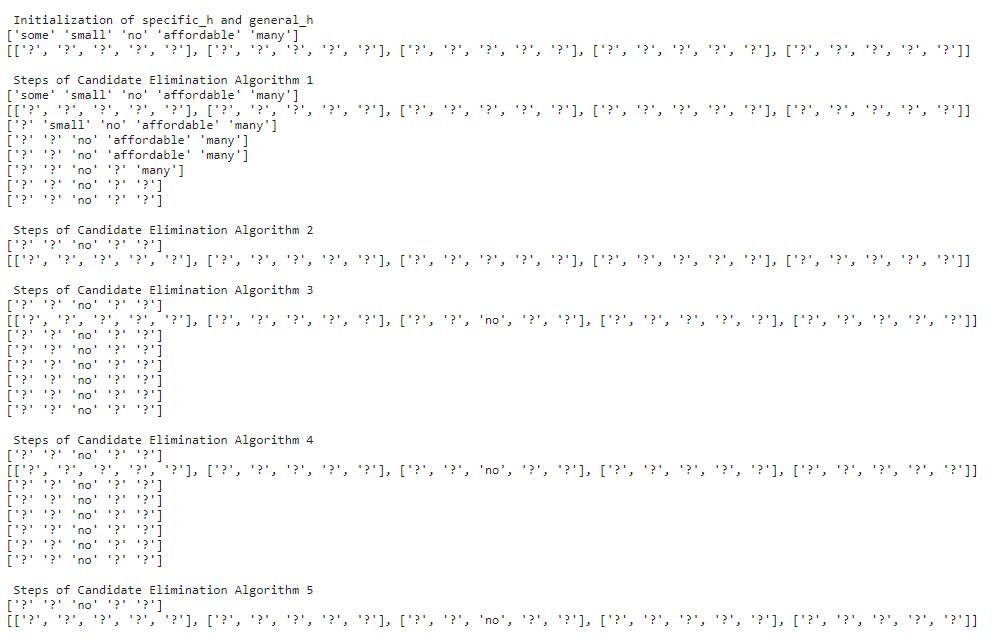 Initialization of specific_h and general_h
['some' 'small' 'no' 'affordable' 'many']
[['?', '?', '?', '?', '?'], ['?', '?', '?', '?', '?'], ['?', '?', '?', '?', '?'], ['?', '?', '?', '?', '?'], ['?', '?', '?', '?', '?']]
Steps of Candidate Elimination Algorithm 1
['some' 'small' 'no' 'affordable' 'many']
[['?', '?', '?', '?', '?'], ['?', '?', '?', '?', '?'], ['?', '?', '?', '?', '?'], ['?', '?', '?', '?', '?'], ['?', '?', '?', '?', '?']]
['?' 'small' 'no' 'affordable' 'many']
['?' '?' 'no' 'affordable' 'many']
['?' '?' 'no' 'affordable' 'many']
['?' '?' 'no' '?' 'many']
['?' '?' 'no' '?' '?']
['?' '?' 'no' '?' '?']
Steps of Candidate Elimination Algorithm 2
['?' '?' 'no' '?' '?']
[['?', '?', '?', '?', '?'], ['?', '?', '?', '?', '?'], ['?', '?', '?', '?', '?'], ['?', '?', '?', '?', '?'], ['?', '?', '?', '?', '?']]
Steps of Candidate Elimination Algorithm 3
['?' '?' 'no' '?' '?']
[['?', '?', '?', '?', '?'], ['?', '?', '?', '?', '?'], ['?', '?', 'no', '?', '?'], ['?', '?', '?', '?', '?'], ['?', '?', '?', '?', '?']]
['?' '?' 'no' '?' '?']
['?' '?' 'no' '?' '?']
['?' '?' 'no' '?' '?']
['?' '?' 'no' '?' '?']
['?' '?' 'no' '?' '?']
['?' '?' 'no' '?' '?']
Steps of Candidate Elimination Algorithm 4
['?' '?' 'no' '?' '?']
[['?', '?', '?', '?', '?'], ['?', '?', '?', '?', '?'], ['?', '?', 'no', '?', '?'], ['?', '?', '?', '?', '?'], ['?', '?', '?', '?', '?']]
['?' '?' 'no' '?' '?']
['?' '?' 'no' '?' '?']
['?' '?' 'no' '?' '?']
['?' '?' 'no' '?' '?']
['?' '?' 'no' '?' '?']
['?' '?' 'no' '?' '?']
Steps of Candidate Elimination Algorithm 5
['?' '?' 'no' '?' '?']
[['?', '?', '?', '?', '?'], ['?', '?', '?', '?', '?'], ['?', '?', 'no', '?', '?'], ['?', '?', '?', '?', '?'], ['?', '?', '?', '?', '?']]